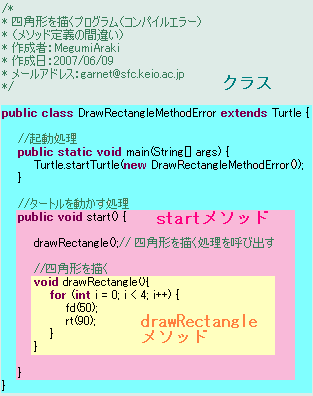 /*
* 四角形を描くプログラム(コンパイルエラー)
* (メソッド定義の間違い)
* 作成者:MegumiAraki
* 作成日:2007/06/09
* メールアドレス:garnet@sfc.keio.ac.jp
*/
クラス
public class DrawRectangleMethodError extends Turtle {
//起動処理
public static void main(String[] args) {
Turtle.startTurtle(new DrawRectangleMethodError());
}
//タートルを動かす処理
public void start() {
startメソッド
drawRectangle();// 四角形を描く処理を呼び出す
//四角形を描く
void drawRectangle(){
for (int i = 0; i < 4; i++) {
fd(50);
rt(90);
}
}
drawRectangle
メソッド
}
}